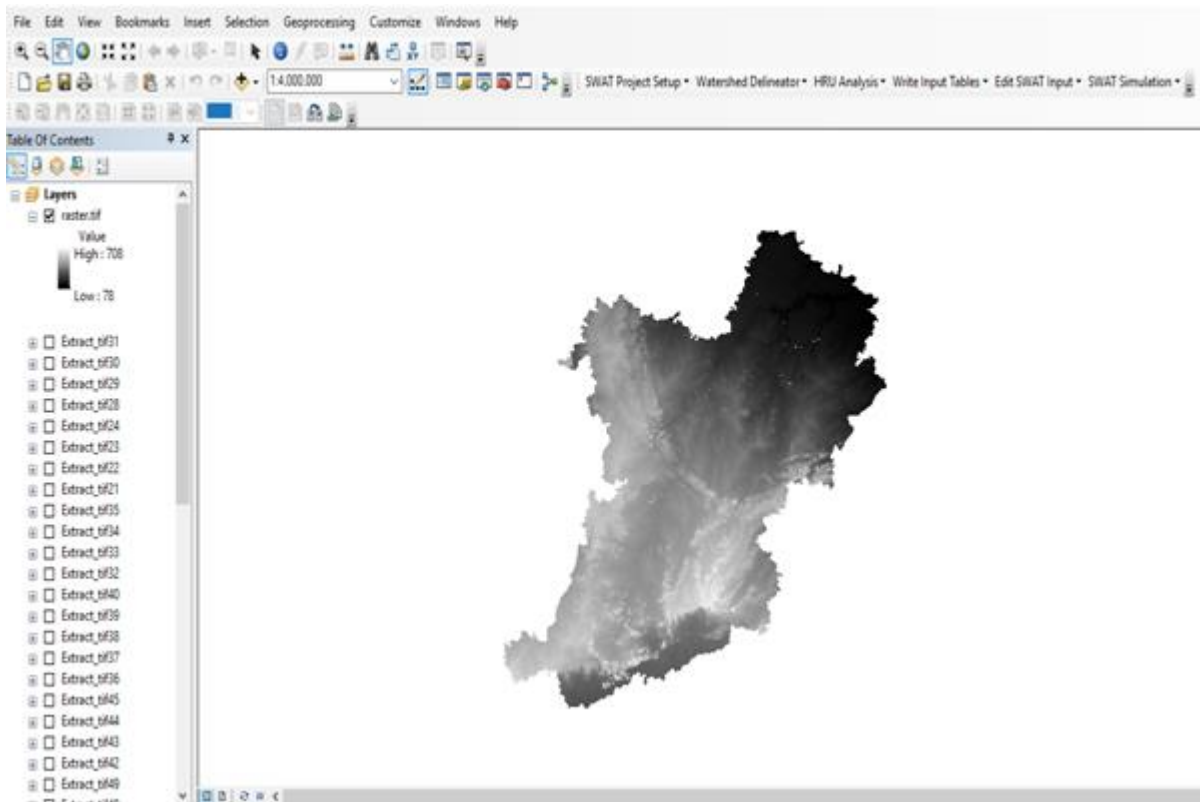 File Edit View Bookmarks Insert Selection Geoprocessing Customize Windows Help
1:4.000.000 SWAT Project Setup Watershed Delineator HRU Analysis Write Input Tables Edit SWAT Input SWAT Simulation
Table Of Contents
Layers
raster.tif
Value
High : 708
Low : 78
Extract_tif31
Extract_tif30
Extract_tif29
Extract_tif28
Extract_tif24
Extract_tif23
Extract_tif22
Extract_tif21
Extract_tif35
Extract_tif34
Extract_tif33
Extract_tif32
Extract_tif40
Extract_tif39
Extract_tif38
Extract_tif37
Extract_tif36
Extract_tif45
Extract_tif44
Extract_tif43
Extract_tif42
Extract_tif49